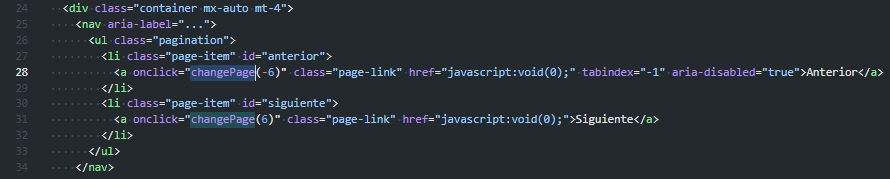 24 <div class="container mx-auto mt-4">
25 <nav aria-label="...">
26 <ul class="pagination">
27 <li class="page-item" id="anterior">
28 <a onclick="changePage(-6)" class="page-link" href="javascript:void(0);" tabindex="-1" aria-disabled="true">Anterior</a>
29 </li>
30 <li class="page-item" id="siguiente">
31 <a onclick="changePage(6)" class="page-link" href="javascript:void(0);">Siguiente</a>
32 </li>
33 </ul>
34 </nav>